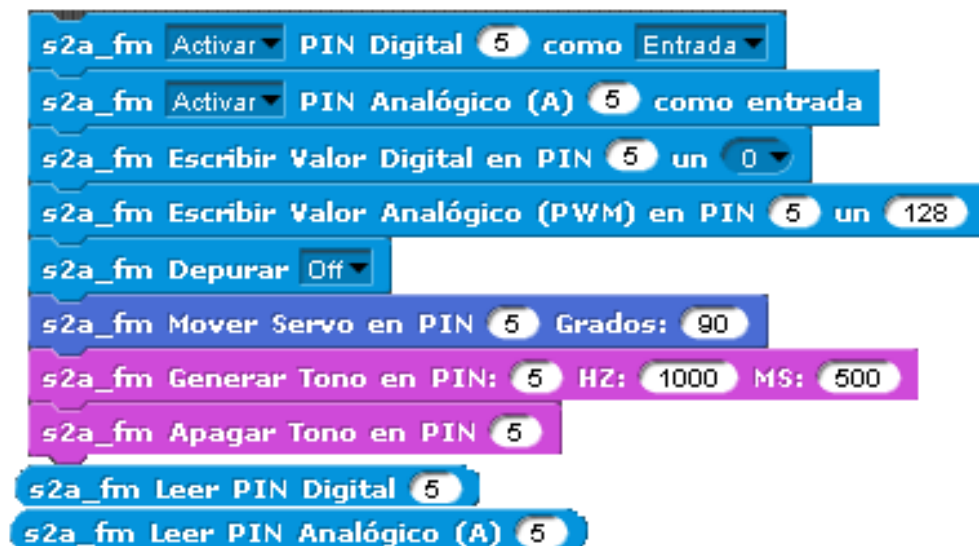 s2a_fm Activar PIN Digital 5 como Entrada
s2a_fm Activar PIN Analógico (A) 5 como entrada
s2a_fm Escribir Valor Digital en PIN 5 un 0
s2a_fm Escribir Valor Analógico (PWM) en PIN 5 un 128
s2a_fm Depurar Off
s2a_fm Mover Servo en PIN 5 Grados: 90
s2a_fm Generar Tono en PIN: 5 HZ: 1000 MS: 500
s2a_fm Apagar Tono en PIN 5
s2a_fm Leer PIN Digital 5
s2a_fm Leer PIN Analógico (A) 5